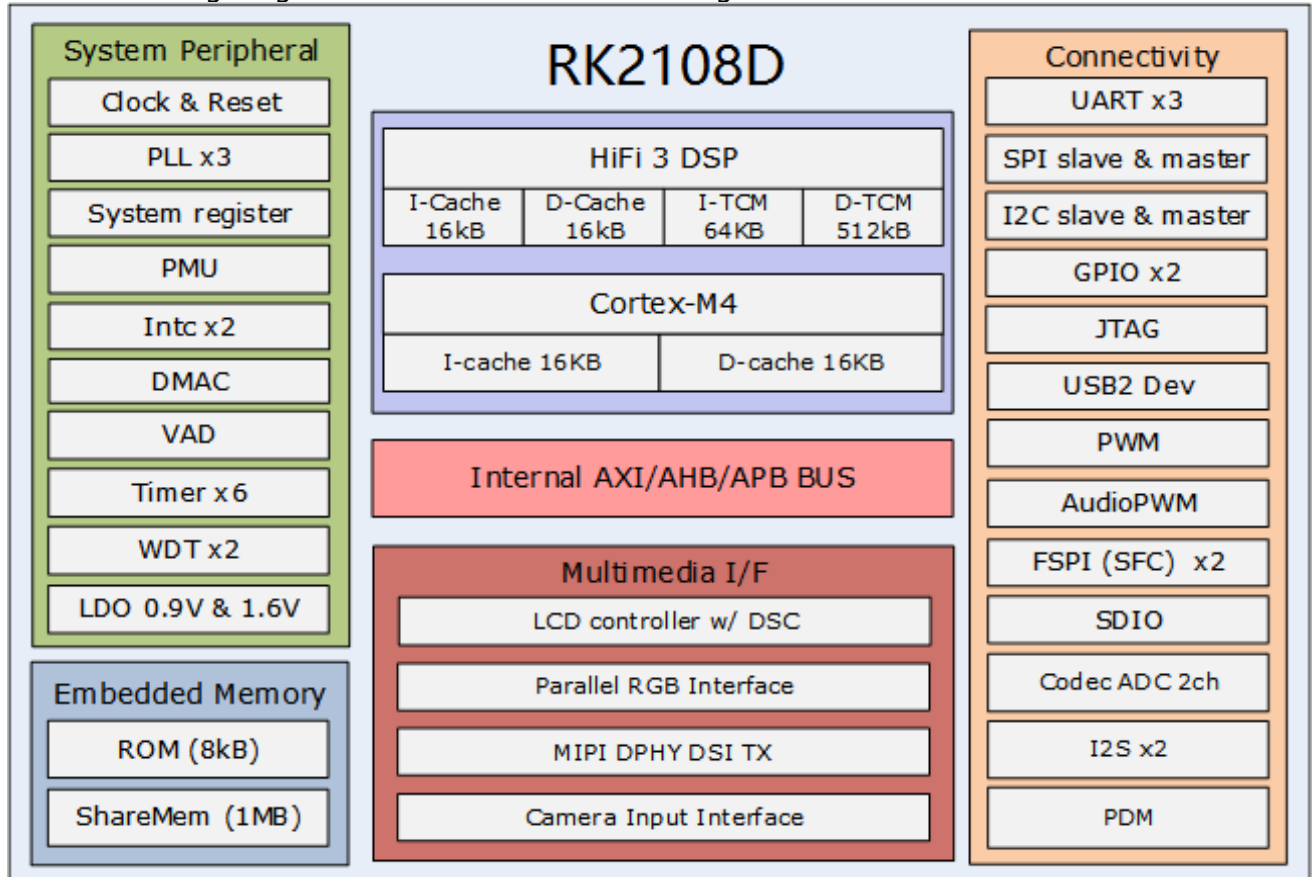 System Peripheral
Clock & Reset
PLL x3
System register
PMU
Intc x2
DMAC
VAD
Timer x6
WDT x2
LDO 0.9V & 1.6V
Embedded Memory
ROM (8kB)
ShareMem (1MB)
RK2108D
HiFi 3 DSP
I-Cache 16kB
D-Cache 16kB
I-TCM 64KB
D-TCM 512kB
Cortex-M4
I-cache 16KB
D-cache 16KB
Internal AXI/AHB/APB BUS
Multimedia I/F
LCD controller w/ DSC
Parallel RGB Interface
MIPI DPHY DSI TX
Camera Input Interface
Connectivity
UART x3
SPI slave & master
I2C slave & master
GPIO x2
JTAG
USB2 Dev
PWM
AudioPWM
FSPI (SFC) x2
SDIO
Codec ADC 2ch
I2S x2
PDM